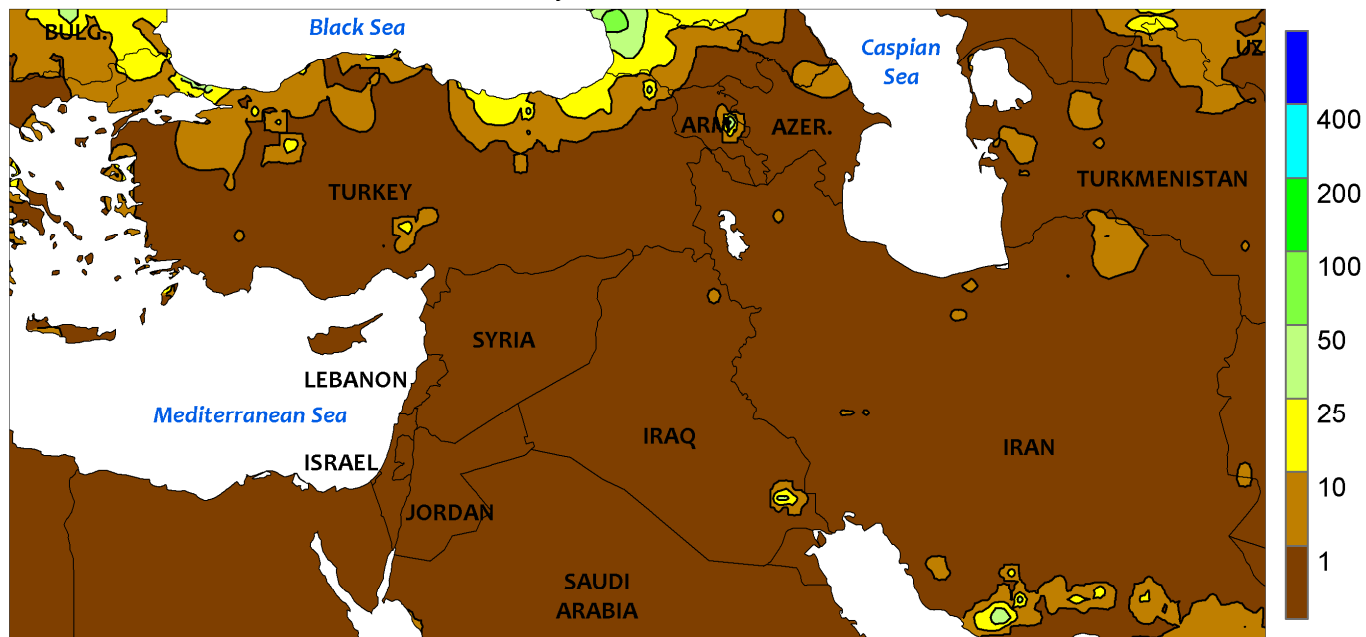 BULG.
Black Sea
Caspian
Sea
UZ
ARM
AZER.
TURKEY
TURKMENISTAN
SYRIA
LEBANON
Mediterranean Sea
ISRAEL
IRAQ
IRAN
JORDAN
SAUDI
ARABIA
400
200
100
50
25
10
1